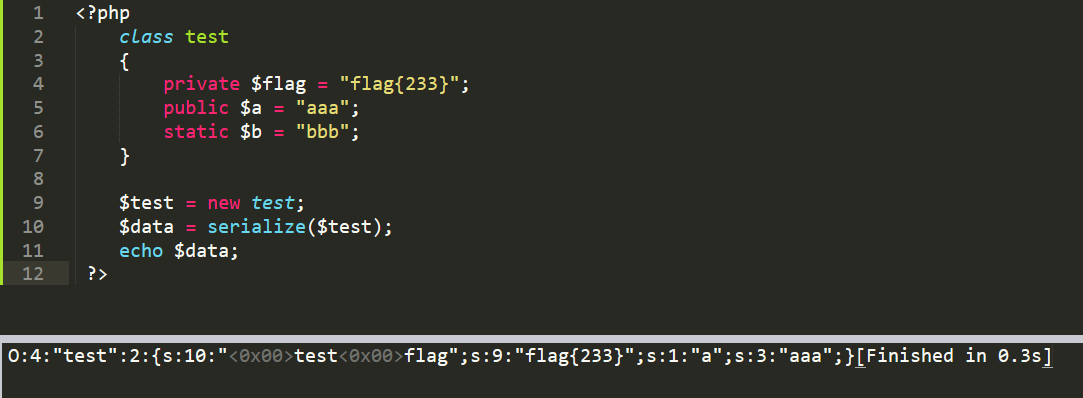 1 <?php
2 class test
3 {
4 private $flag = "flag{233}";
5 public $a = "aaa";
6 static $b = "bbb";
7 }
8
9 $test = new test;
10 $data = serialize($test);
11 echo $data;
12 ?>
O:4:"test":2:{s:10:"<0x00>test<0x00>flag";s:9:"flag{233}";s:1:"a";s:3:"aaa";}[Finished in 0.3s]